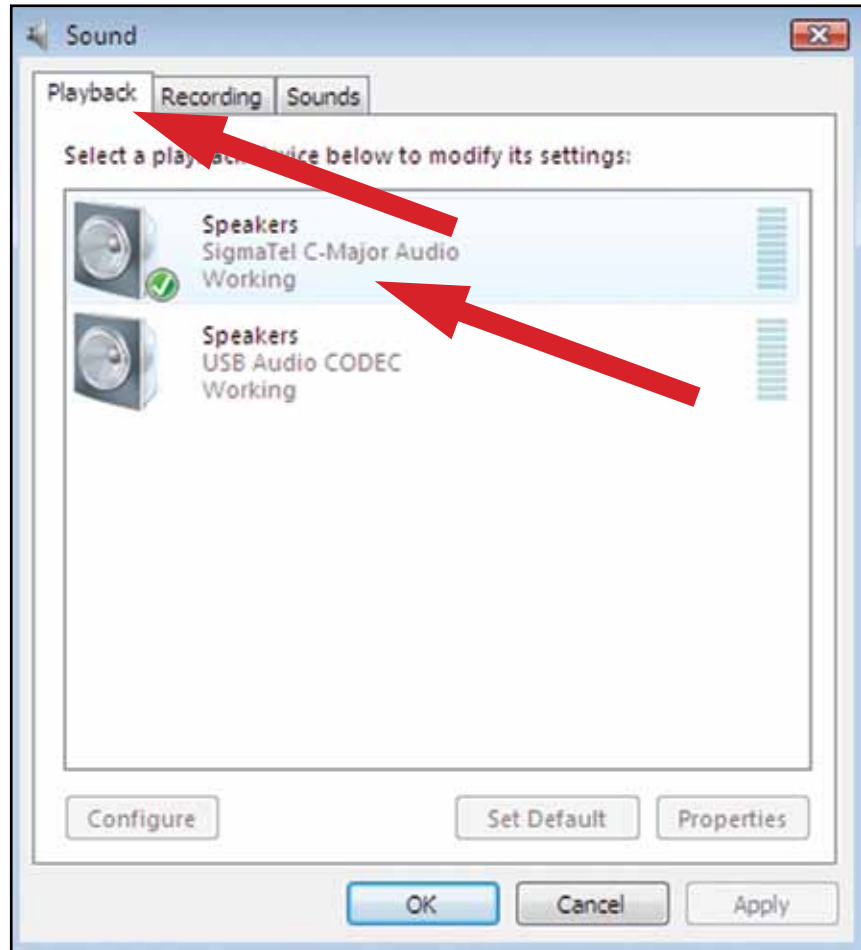 Sound
Playback Recording Sounds
Select a below to modify its settings:
Speakers
SigmaTel C-Major Audio
Working
Speakers
USB Audio CODEC
Working
Configure Set Default Properties
OK Cancel Apply